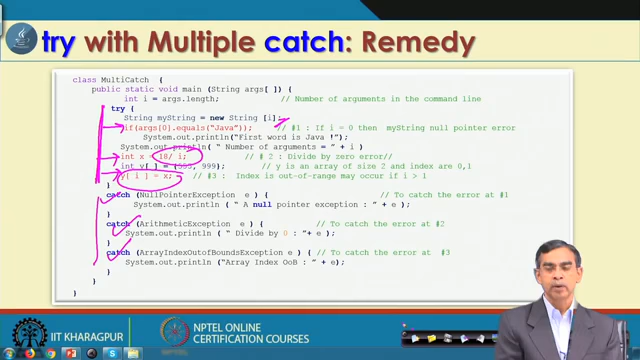 try with Multiple catch: Remedy
class MultiCatch {
public static void main (String args[ ]) {
int i = args.length; // Number of arguments in the command line
try {
String myString = new String [i];
if(args[0].equals("Java")); // #1 : If i = 0 then myString null pointer error
System.out.println("First word is Java !");
System.out.println( " Number of arguments = " + i
int x = 18/ i; // # 2 : Divide by zero error
int y[ ] = {555, 999}; // y is an array of size 2 and index are 0,1
y[ i ] = x; // #3 : Index is out-of-range may occur if i > 1
}
catch (NullPointerException e ) { // To catch the error at #1
System.out.println ( " A null pointer exception :" + e );
}
catch (ArithmeticException e ) { // To catch the error at #2
System.out.println ( " Divide by 0 :"+ e );
}
catch (ArrayIndexOutofBoundsException e ) { // To catch the error at #3
System.out.println ("Array Index OoB : " + e);
}
}
}
IIT KHARAGPUR
NPTEL ONLINE
CERTIFICATION COURSES